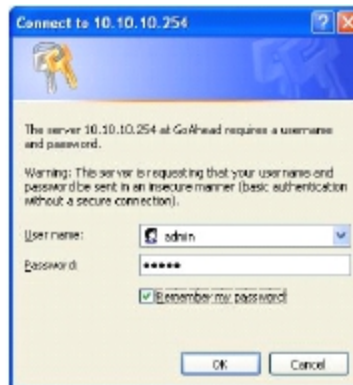 Connect to 10.10.10.254
The server 10.10.10.254 at GoAhead requires a username
and password.
Warning: This server is requesting that your username and
password be sent in an insecure manner (basic authentication
without a secure connection).
User name:
admin
Password:
•••••
Remember my password
OK
Cancel